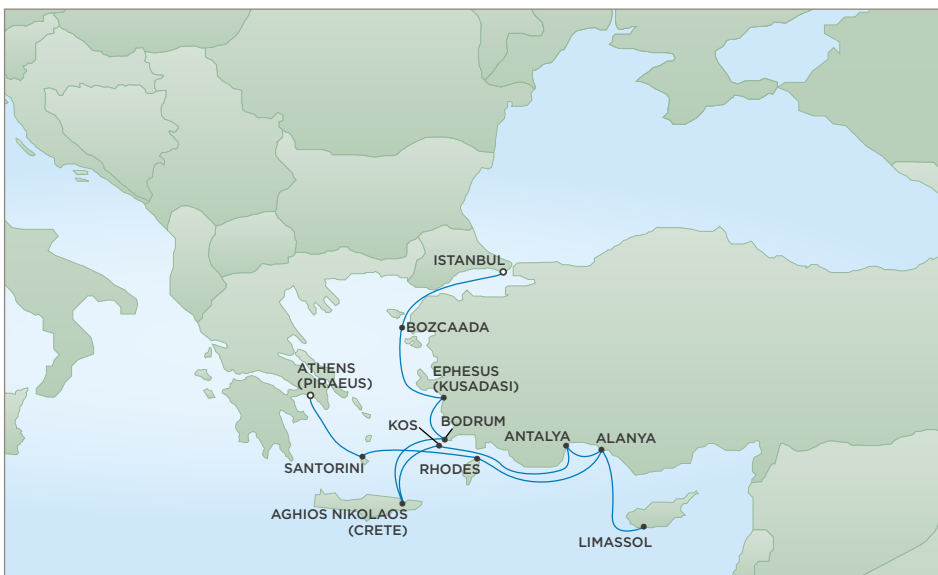 ISTANBUL
BOZCAADA
ATHENS
(PIRAEUS)
EPHESUS
(KUSADASI)
KOS
BODRUM
ANTALYA
ALANYA
SANTORINI
RHODES
AGHIOS NIKOLAOS
(CRETE)
LIMASSOL